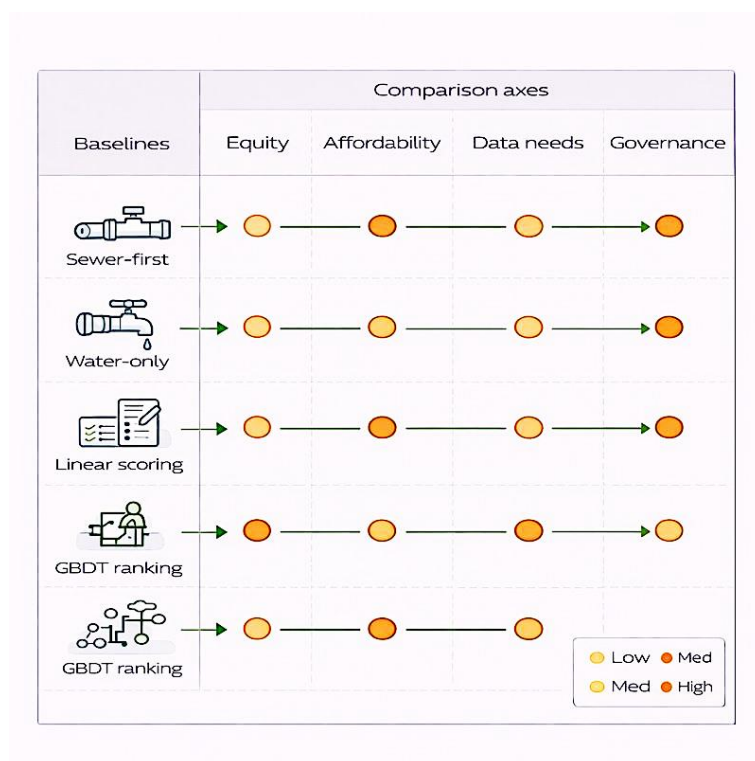 Comparison axes
Baselines Equity Affordability Data needs Governance
Sewer-first
Water-only
Linear scoring
GBDT ranking
GBDT ranking
Low Med
Med High